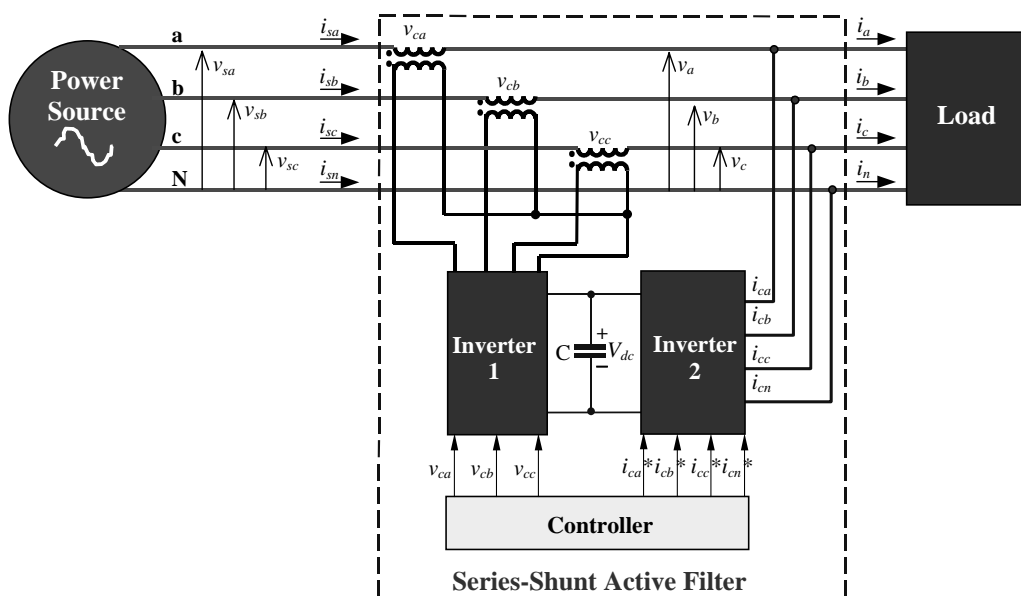 a
i_sa
v_ca
i_a
Power
Source
v_sa
v_a
b
i_sb
v_cb
i_b
v_sb
v_b
Load
c
i_sc
v_cc
i_c
v_sc
v_c
N
i_sn
i_n
Inverter
1
C
+
−
V_dc
Inverter
2
i_ca
i_cb
i_cc
i_cn
v_ca v_cb v_cc
i_ca* i_cb* i_cc* i_cn*
Controller
Series-Shunt Active Filter